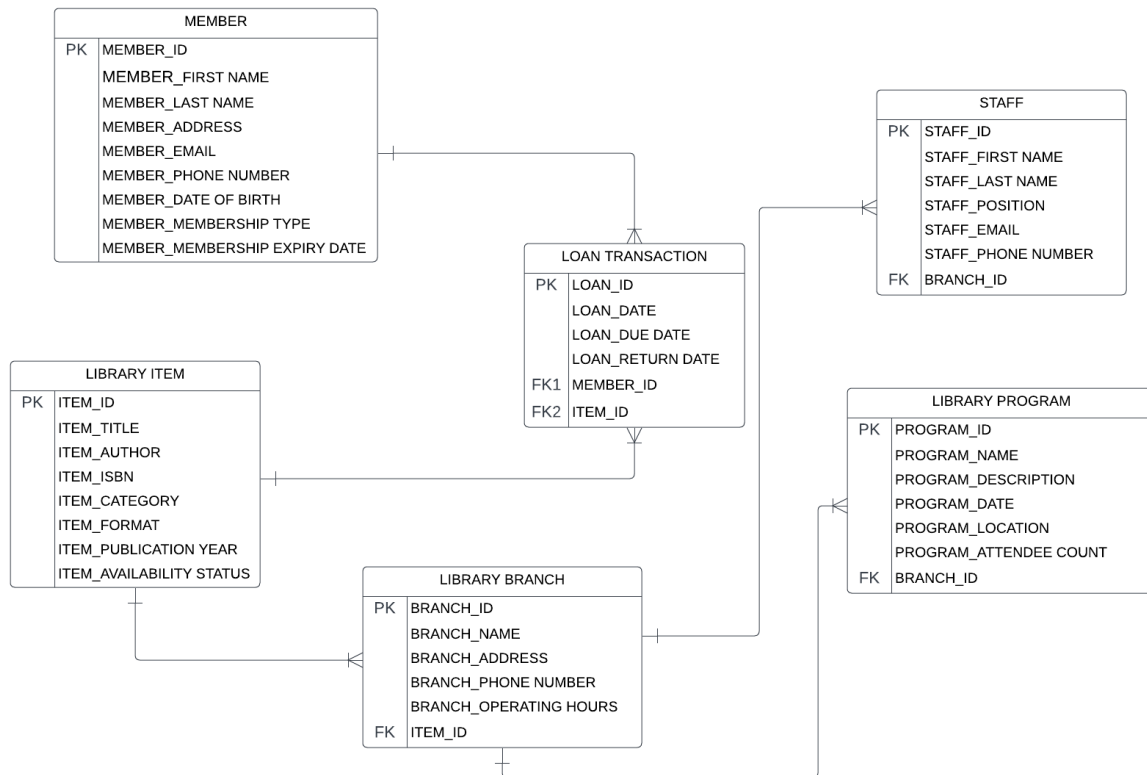 MEMBER
PK MEMBER_ID
MEMBER_FIRST NAME
MEMBER_LAST NAME
MEMBER_ADDRESS
MEMBER_EMAIL
MEMBER_PHONE NUMBER
MEMBER_DATE OF BIRTH
MEMBER_MEMBERSHIP TYPE
MEMBER_MEMBERSHIP EXPIRY DATE
STAFF
PK STAFF_ID
STAFF_FIRST NAME
STAFF_LAST NAME
STAFF_POSITION
STAFF_EMAIL
STAFF_PHONE NUMBER
FK BRANCH_ID
LOAN TRANSACTION
PK LOAN_ID
LOAN_DATE
LOAN_DUE DATE
LOAN_RETURN DATE
FK1 MEMBER_ID
FK2 ITEM_ID
LIBRARY ITEM
PK ITEM_ID
ITEM_TITLE
ITEM_AUTHOR
ITEM_ISBN
ITEM_CATEGORY
ITEM_FORMAT
ITEM_PUBLICATION YEAR
ITEM_AVAILABILITY STATUS
LIBRARY PROGRAM
PK PROGRAM_ID
PROGRAM_NAME
PROGRAM_DESCRIPTION
PROGRAM_DATE
PROGRAM_LOCATION
PROGRAM_ATTENDEE COUNT
FK BRANCH_ID
LIBRARY BRANCH
PK BRANCH_ID
BRANCH_NAME
BRANCH_ADDRESS
BRANCH_PHONE NUMBER
BRANCH_OPERATING HOURS
FK ITEM_ID